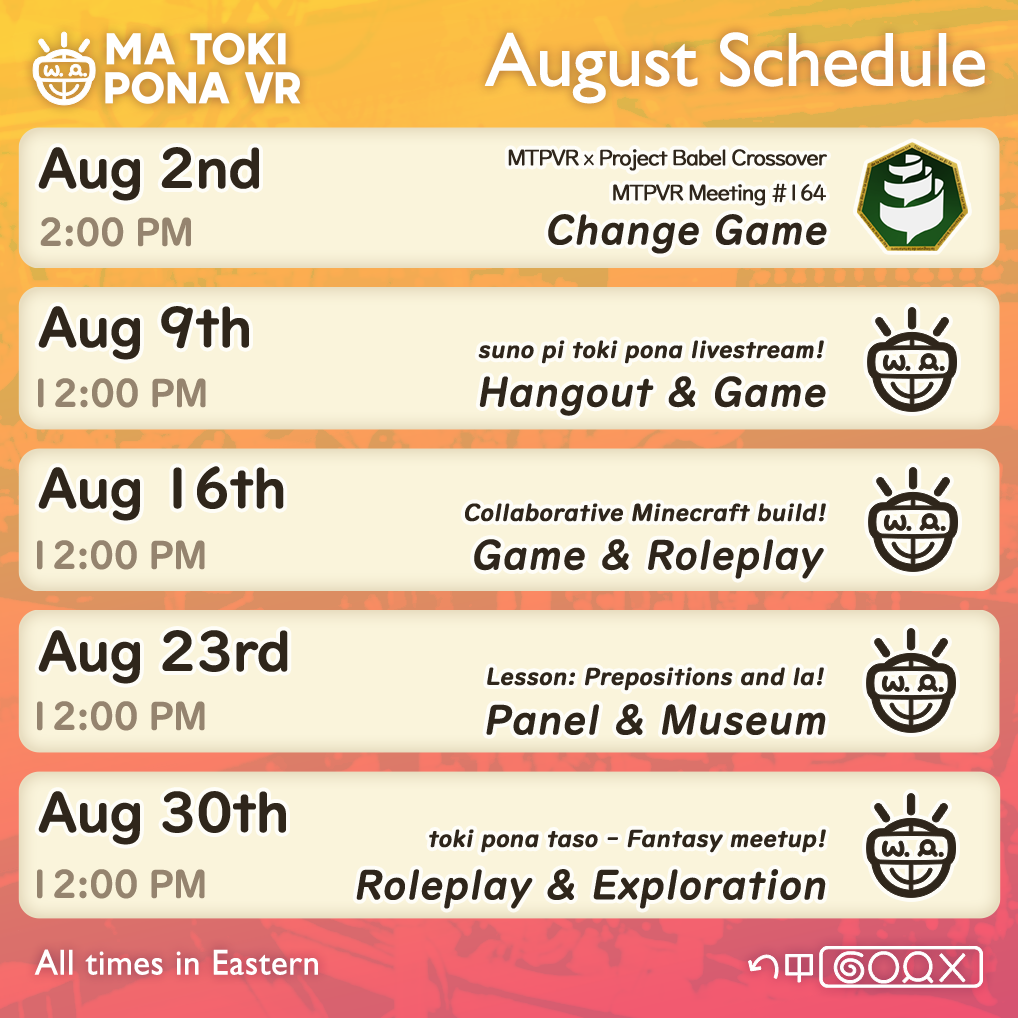 MA TOKI
PONA VR
August Schedule
Aug 2nd
2:00 PM
MTPVR x Project Babel Crossover
MTPVR Meeting #164
Change Game
Aug 9th
12:00 PM
suno pi toki pona livestream!
Hangout & Game
w. ն.
Aug 16th
12:00 PM
Collaborative Minecraft build!
Game & Roleplay
Aug 23rd
12:00 PM
Lesson: Prepositions and la!
Panel & Museum
Aug 30th
12:00 PM
toki pona taso - Fantasy meetup!
Roleplay & Exploration
All times in Eastern